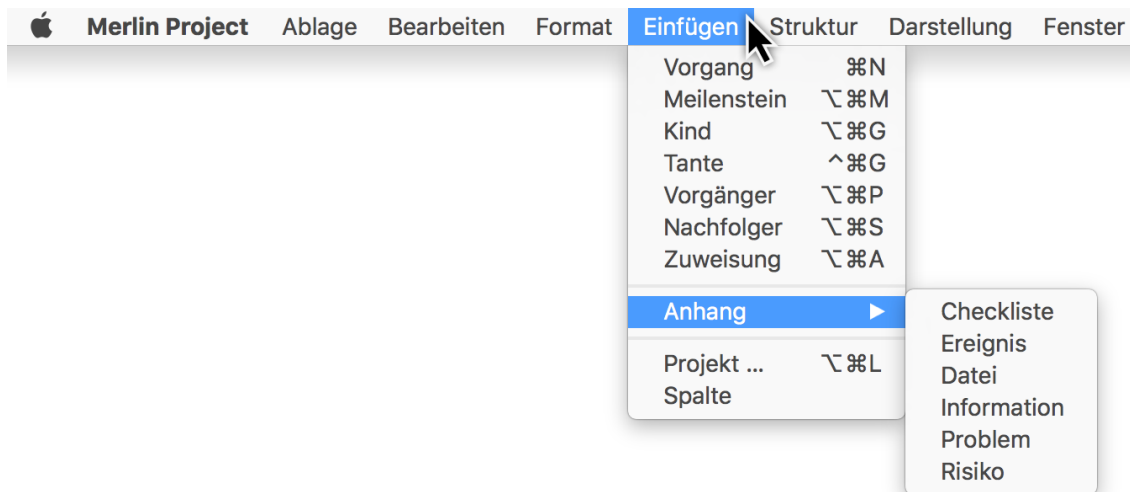 Merlin Project Ablage Bearbeiten Format Einfügen Struktur Darstellung Fenster
Vorgang ⌘N
Meilenstein ⌥⌘M
Kind ⌥⌘G
Tante ^⌘G
Vorgänger ⌥⌘P
Nachfolger ⌥⌘S
Zuweisung ⌥⌘A
Anhang ▶
Checkliste
Ereignis
Datei
Information
Problem
Risiko
Projekt ... ⌥⌘L
Spalte